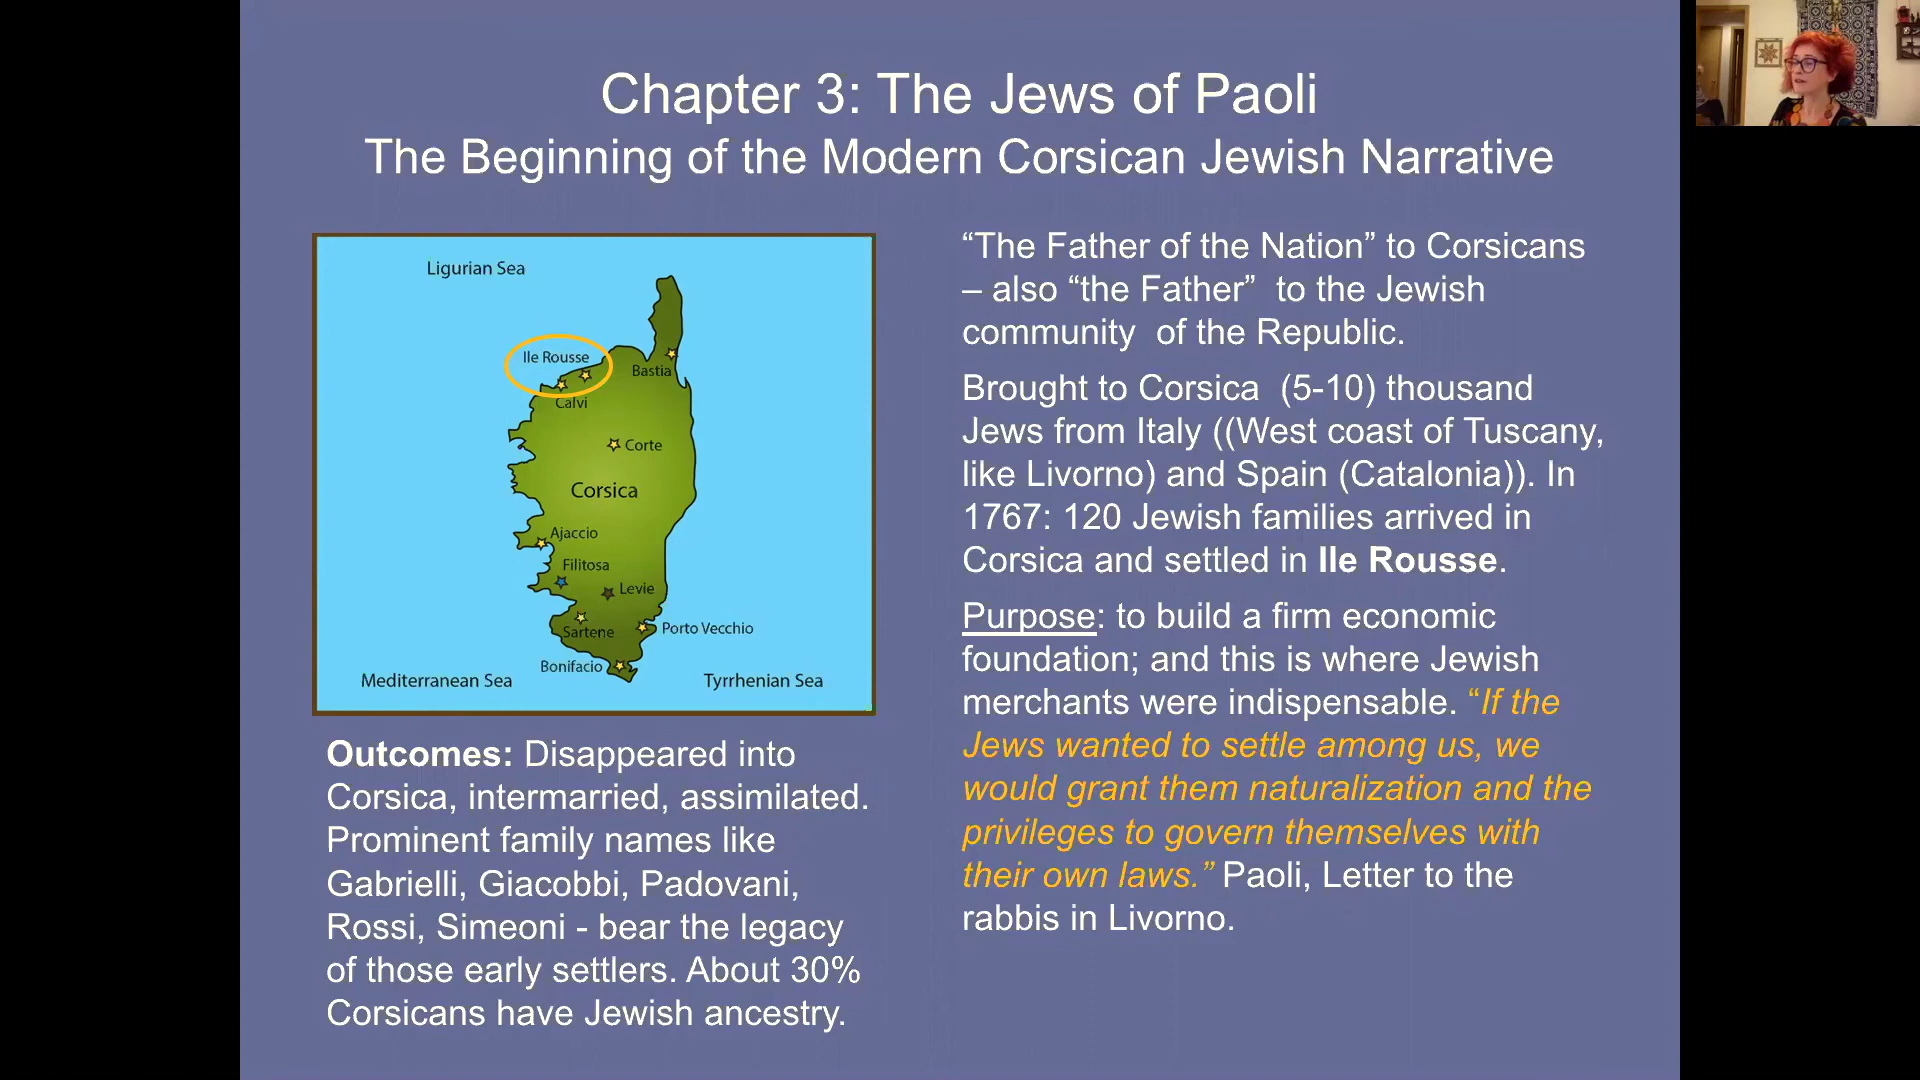 Chapter 3: The Jews of Paoli
The Beginning of the Modern Corsican Jewish Narrative
Ligurian Sea
Ile Rousse
Bastia
Calvi
Corte
Corsica
Ajaccio
Filitosa
Levie
Sartene
Porto Vecchio
Bonifacio
Mediterranean Sea
Tyrrhenian Sea
Outcomes: Disappeared into
Corsica, intermarried, assimilated.
Prominent family names like
Gabrielli, Giacobbi, Padovani,
Rossi, Simeoni - bear the legacy
of those early settlers. About 30%
Corsicans have Jewish ancestry.
“The Father of the Nation” to Corsicans
– also “the Father”  to the Jewish
community  of the Republic.
Brought to Corsica  (5-10) thousand
Jews from Italy ((West coast of Tuscany,
like Livorno) and Spain (Catalonia)). In
1767: 120 Jewish families arrived in
Corsica and settled in Ile Rousse.
Purpose: to build a firm economic
foundation; and this is where Jewish
merchants were indispensable. “If the
Jews wanted to settle among us, we
would grant them naturalization and the
privileges to govern themselves with
their own laws.” Paoli, Letter to the
rabbis in Livorno.